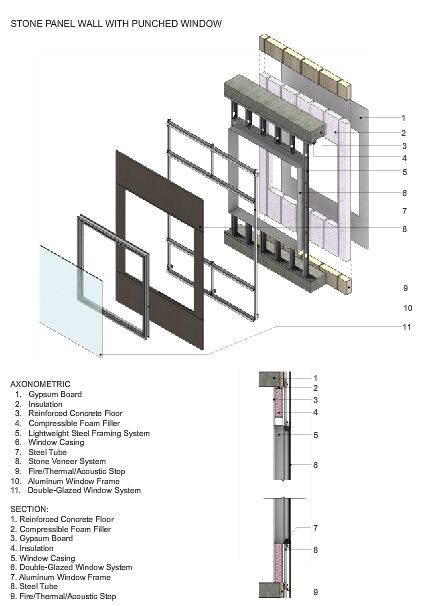 STONE PANEL WALL WITH PUNCHED WINDOW
1
2
3
4
5
6
7
8
9
10
11
AXONOMETRIC
1. Gypsum Board
2. Insulation
3. Reinforced Concrete Floor
4. Compressible Foam Filler
5. Lightweight Steel Framing System
6. Window Casing
7. Steel Tube
8. Stone Veneer System
9. Fire/Thermal/Acoustic Stop
10. Aluminum Window Frame
11. Double-Glazed Window System
SECTION:
1. Reinforced Concrete Floor
2. Compressible Foam Filler
3. Gypsum Board
4. Insulation
5. Window Casing
6. Double-Glazed Window System
7. Aluminum Window Frame
8. Steel Tube
9. Fire/Thermal/Acoustic Stop
1
2
3
4
5
6
7
8
9